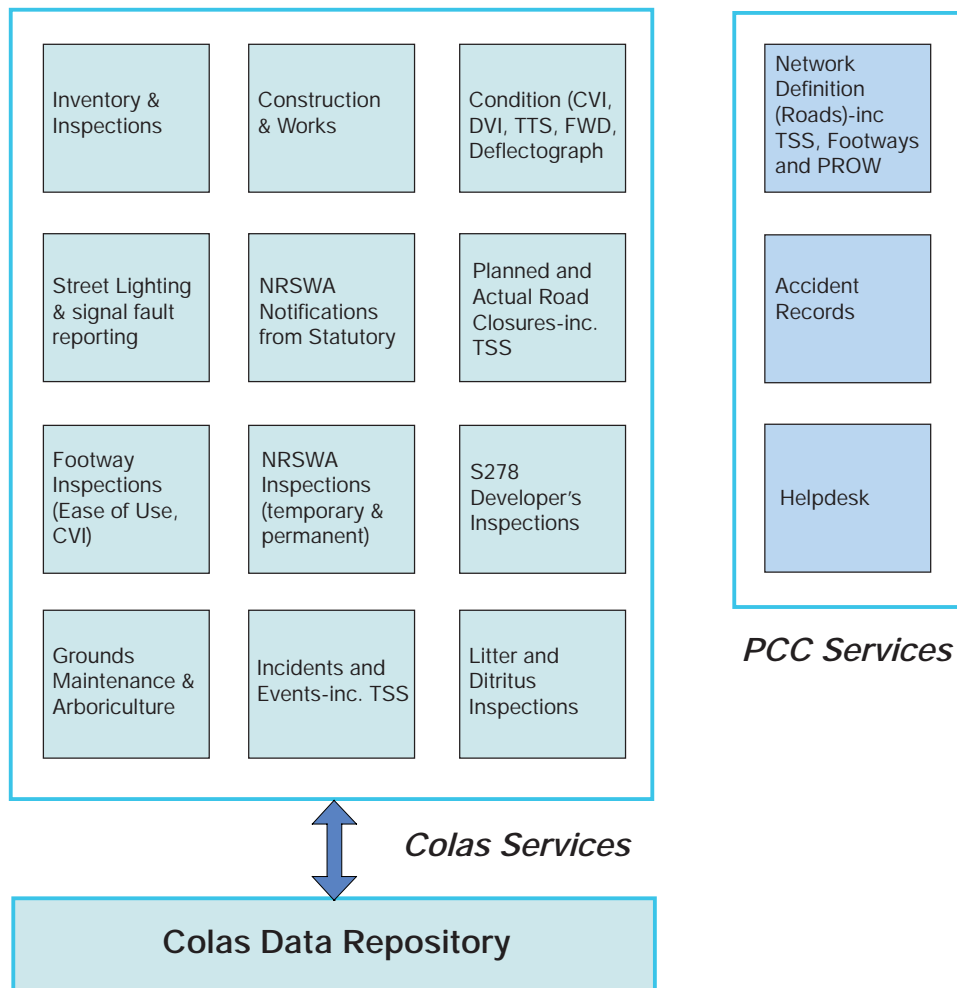 Inventory &
Inspections
Construction
& Works
Condition (CVI,
DVI, TTS, FWD,
Deflectograph
Street Lighting
& signal fault
reporting
NRSWA
Notifications
from Statutory
Planned and
Actual Road
Closures-inc.
TSS
Footway
Inspections
(Ease of Use,
CVI)
NRSWA
Inspections
(temporary &
permanent)
S278
Developer's
Inspections
Grounds
Maintenance &
Arboriculture
Incidents and
Events-inc. TSS
Litter and
Ditritus
Inspections
Colas Services
Colas Data Repository
Network
Definition
(Roads)-inc
TSS, Footways
and PROW
Accident
Records
Helpdesk
PCC Services